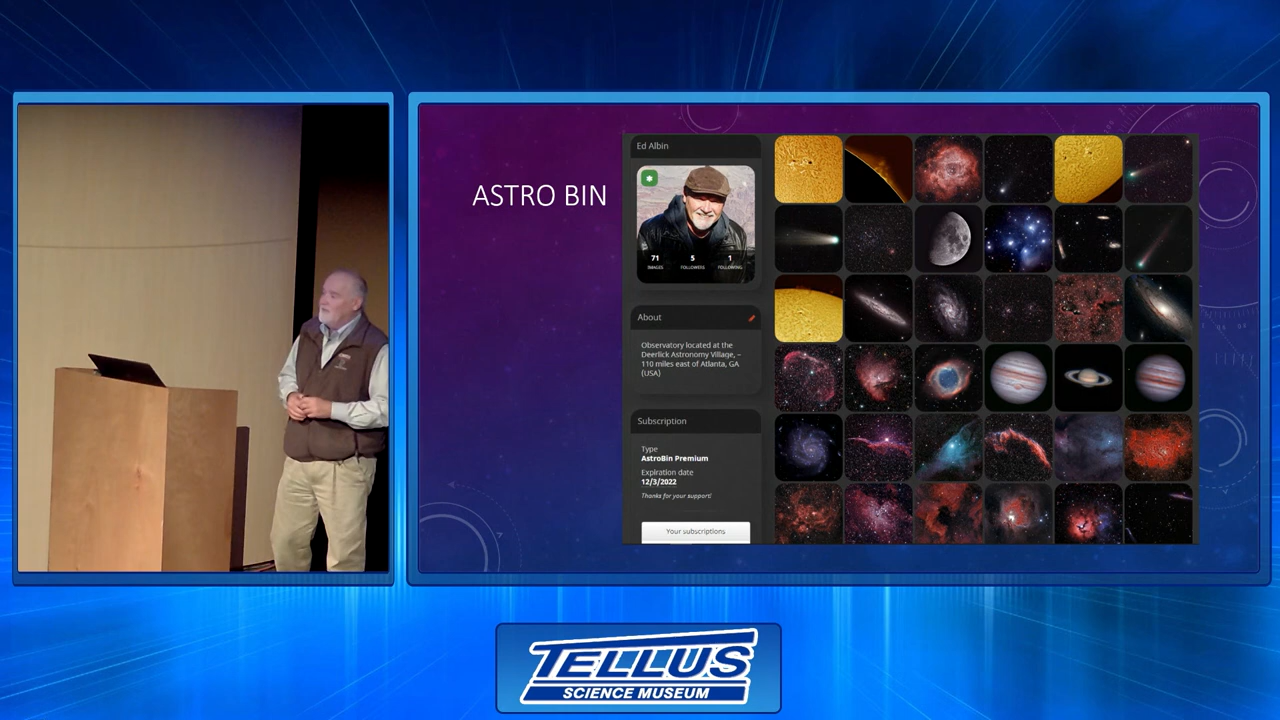 ASTRO BIN
Ed Albin
71
5
1
IMAGES
FOLLOWERS
FOLLOWING
About
Observatory located at the
Deerlick Astronomy Village, ~
110 miles east of Atlanta, GA
(USA)
Subscription
Type
AstroBin Premium
Expiration date
12/3/2022
Thanks for your support!
Your subscriptions
TELLUS
SCIENCE MUSEUM